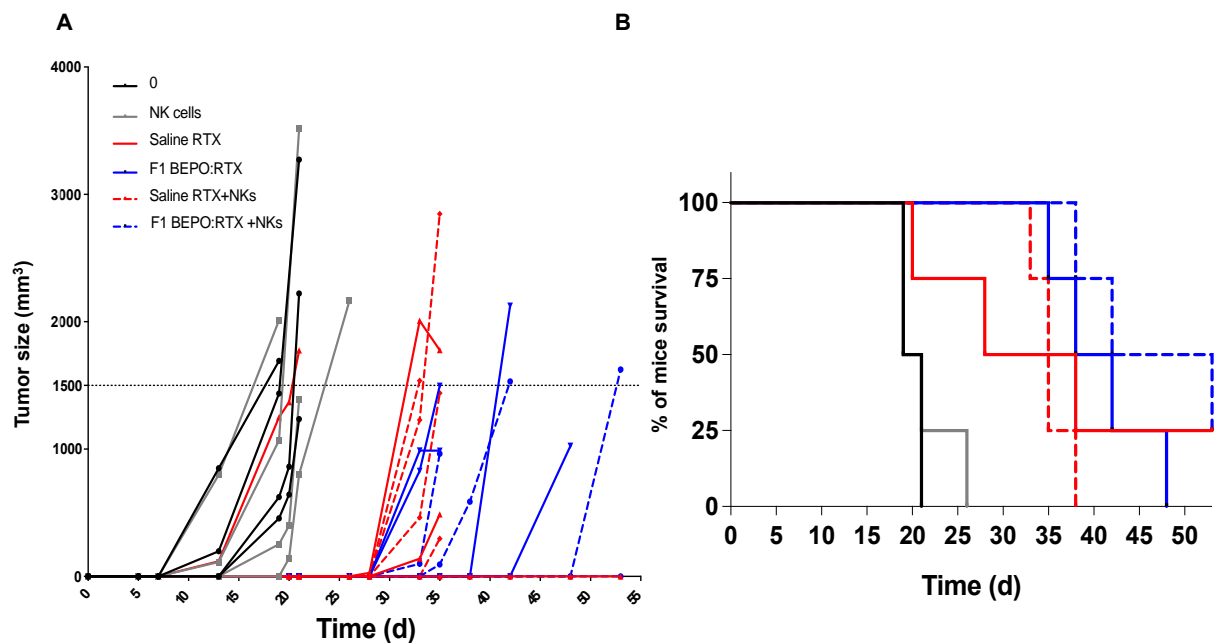 A
B
4000
3000
2000
1500
1000
0
Tumor size (mm³)
0
NK cells
Saline RTX
F1 BEPO:RTX
Saline RTX+NKs
F1 BEPO:RTX +NKs
0 5 10 15 20 25 30 35 40 45 50 55
Time (d)
100
75
50
25
0
% of mice survival
0 5 10 15 20 25 30 35 40 45 50
Time (d)